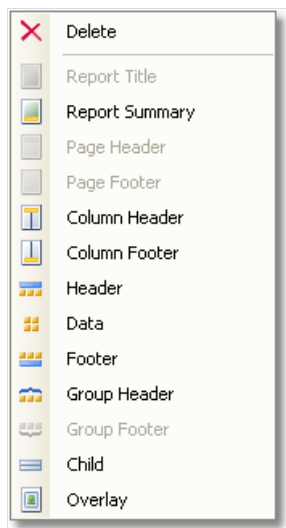 Delete
Report Title
Report Summary
Page Header
Page Footer
Column Header
Column Footer
Header
Data
Footer
Group Header
Group Footer
Child
Overlay